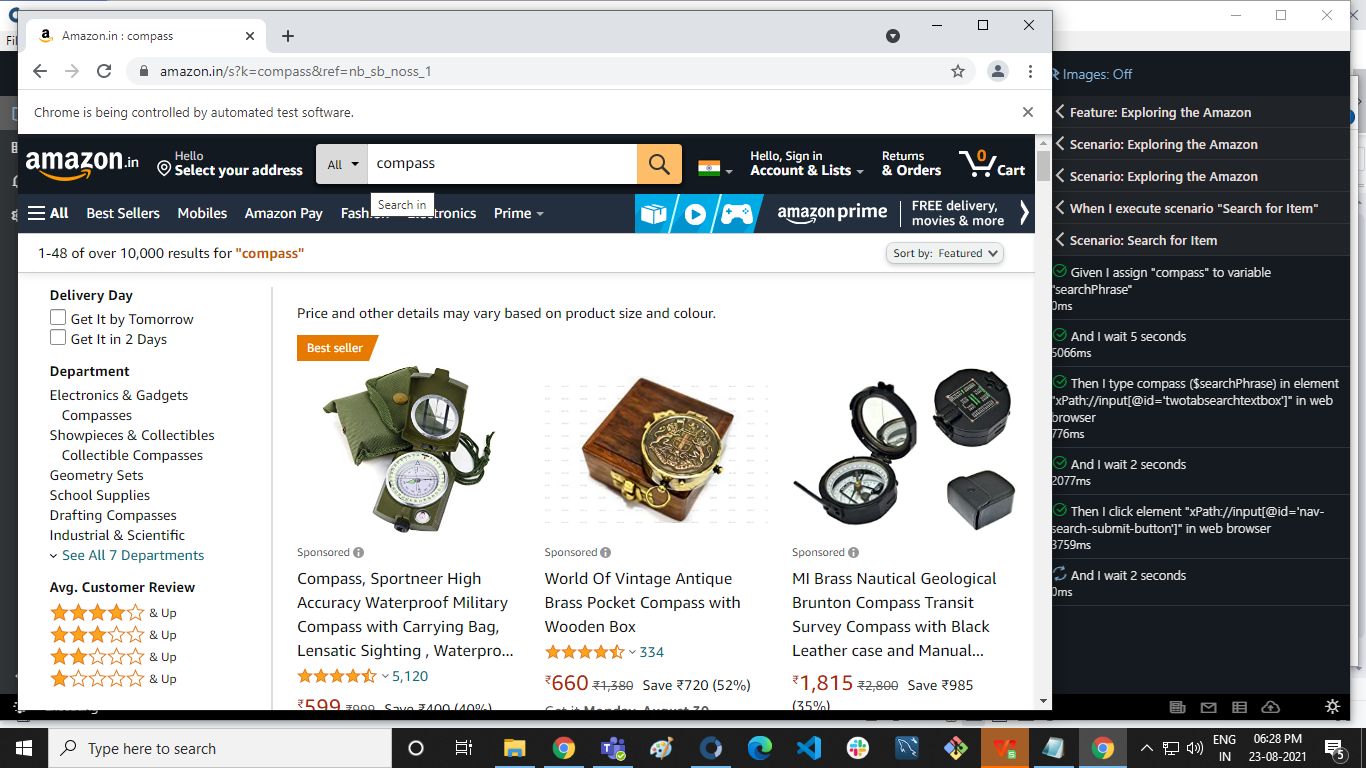 Amazon.in : compass
amazon.in/s?k=compass&ref=nb_sb_noss_1
Chrome is being controlled by automated test software.
amazon.in
Hello
Select your address
All
compass
Hello, Sign in
Account & Lists
Returns
& Orders
0
Cart
Search in
All
Best Sellers
Mobiles
Amazon Pay
Prime
amazon prime
FREE delivery,
movies & more
1-48 of over 10,000 results for "compass"
Sort by: Featured
Delivery Day
Get It by Tomorrow
Get It in 2 Days
Department
Electronics & Gadgets
Compasses
Showpieces & Collectibles
Collectible Compasses
Geometry Sets
School Supplies
Drafting Compasses
Industrial & Scientific
See All 7 Departments
Avg. Customer Review
& Up
& Up
& Up
& Up
Price and other details may vary based on product size and colour.
Best seller
Sponsored
Compass, Sportneer High
Accuracy Waterproof Military
Compass with Carrying Bag,
Lensatic Sighting , Waterpro...
5,120
₹599 ₹999 Save ₹400 (40%)
Sponsored
World Of Vintage Antique
Brass Pocket Compass with
Wooden Box
334
₹660 ₹1,380 Save ₹720 (52%)
Get it Monday, August 30
Sponsored
MI Brass Nautical Geological
Brunton Compass Transit
Survey Compass with Black
Leather case and Manual...
₹1,815 ₹2,800 Save ₹985
(35%)
Images: Off
Feature: Exploring the Amazon
Scenario: Exploring the Amazon
Scenario: Exploring the Amazon
When I execute scenario "Search for Item"
Scenario: Search for Item
Given I assign "compass" to variable
"searchPhrase"
0ms
And I wait 5 seconds
5066ms
Then I type compass ($searchPhrase) in element
"xPath://input[@id='twotabsearchtextbox']" in web
browser
776ms
And I wait 2 seconds
2077ms
Then I click element "xPath://input[@id='nav-
search-submit-button']" in web browser
3759ms
And I wait 2 seconds
0ms
Type here to search
ENG
IN
06:28 PM
23-08-2021
5